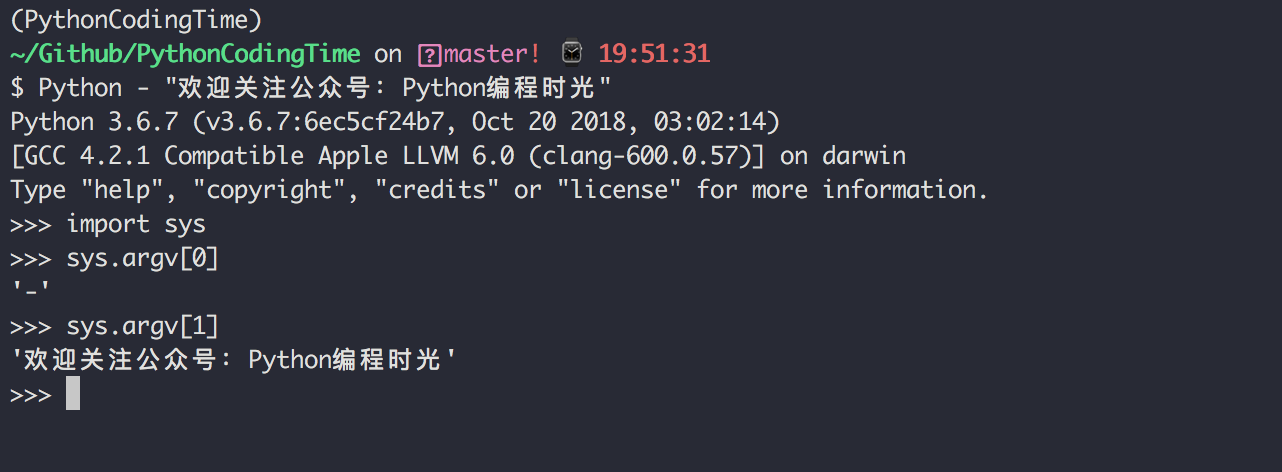 (PythonCodingTime)
~/Github/PythonCodingTime on master! ⌚ 19:51:31
$ Python - "欢迎关注公众号：Python编程时光"
Python 3.6.7 (v3.6.7:6ec5cf24b7, Oct 20 2018, 03:02:14)
[GCC 4.2.1 Compatible Apple LLVM 6.0 (clang-600.0.57)] on darwin
Type "help", "copyright", "credits" or "license" for more information.
>>> import sys
>>> sys.argv[0]
'-'
>>> sys.argv[1]
'欢迎关注公众号：Python编程时光'
>>>